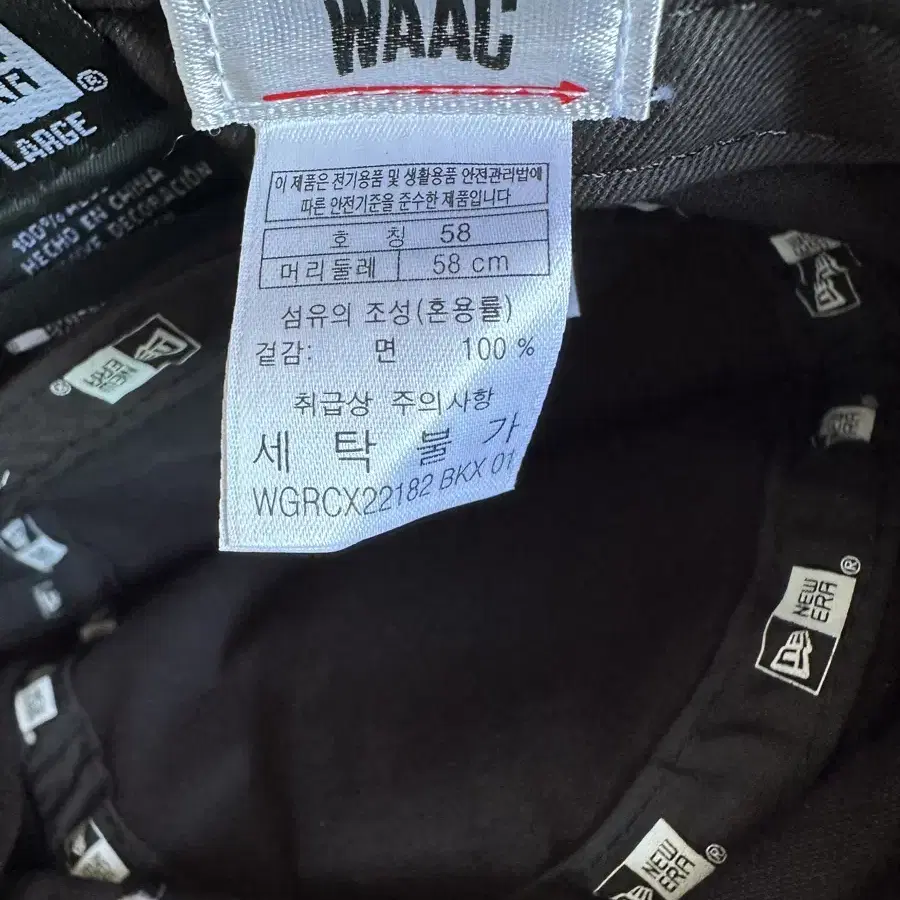 WAAC
이 제품은 전기용품 및 생활용품 안전관리법에
따른 안전기준을 준수한 제품입니다
호 칭 58
머리둘레 58 cm
섬유의 조성(혼용률)
겉감: 면 100 %
취급상 주의사항
세 탁 불 가
WGRCX22182 BKX 01
®
LARGE
100%
HECHO EN CHINA
DECORACIÓN
NEW ERA ®
NEW
ERA ®
NEW
ERA ®